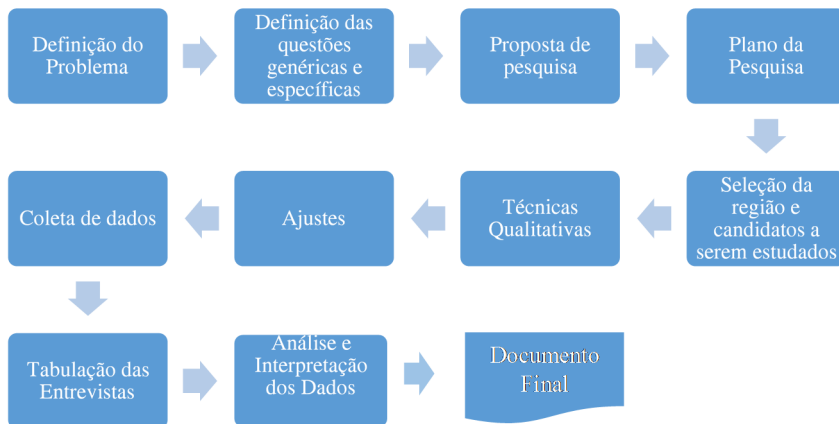 Definição do
Problema
Definição das
questões
genéricas e
específicas
Proposta de
pesquisa
Plano da
Pesquisa
Seleção da
região e
candidatos a
serem estudados
Técnicas
Qualitativas
Ajustes
Coleta de dados
Tabulação das
Entrevistas
Análise e
Interpretação
dos Dados
Documento
Final